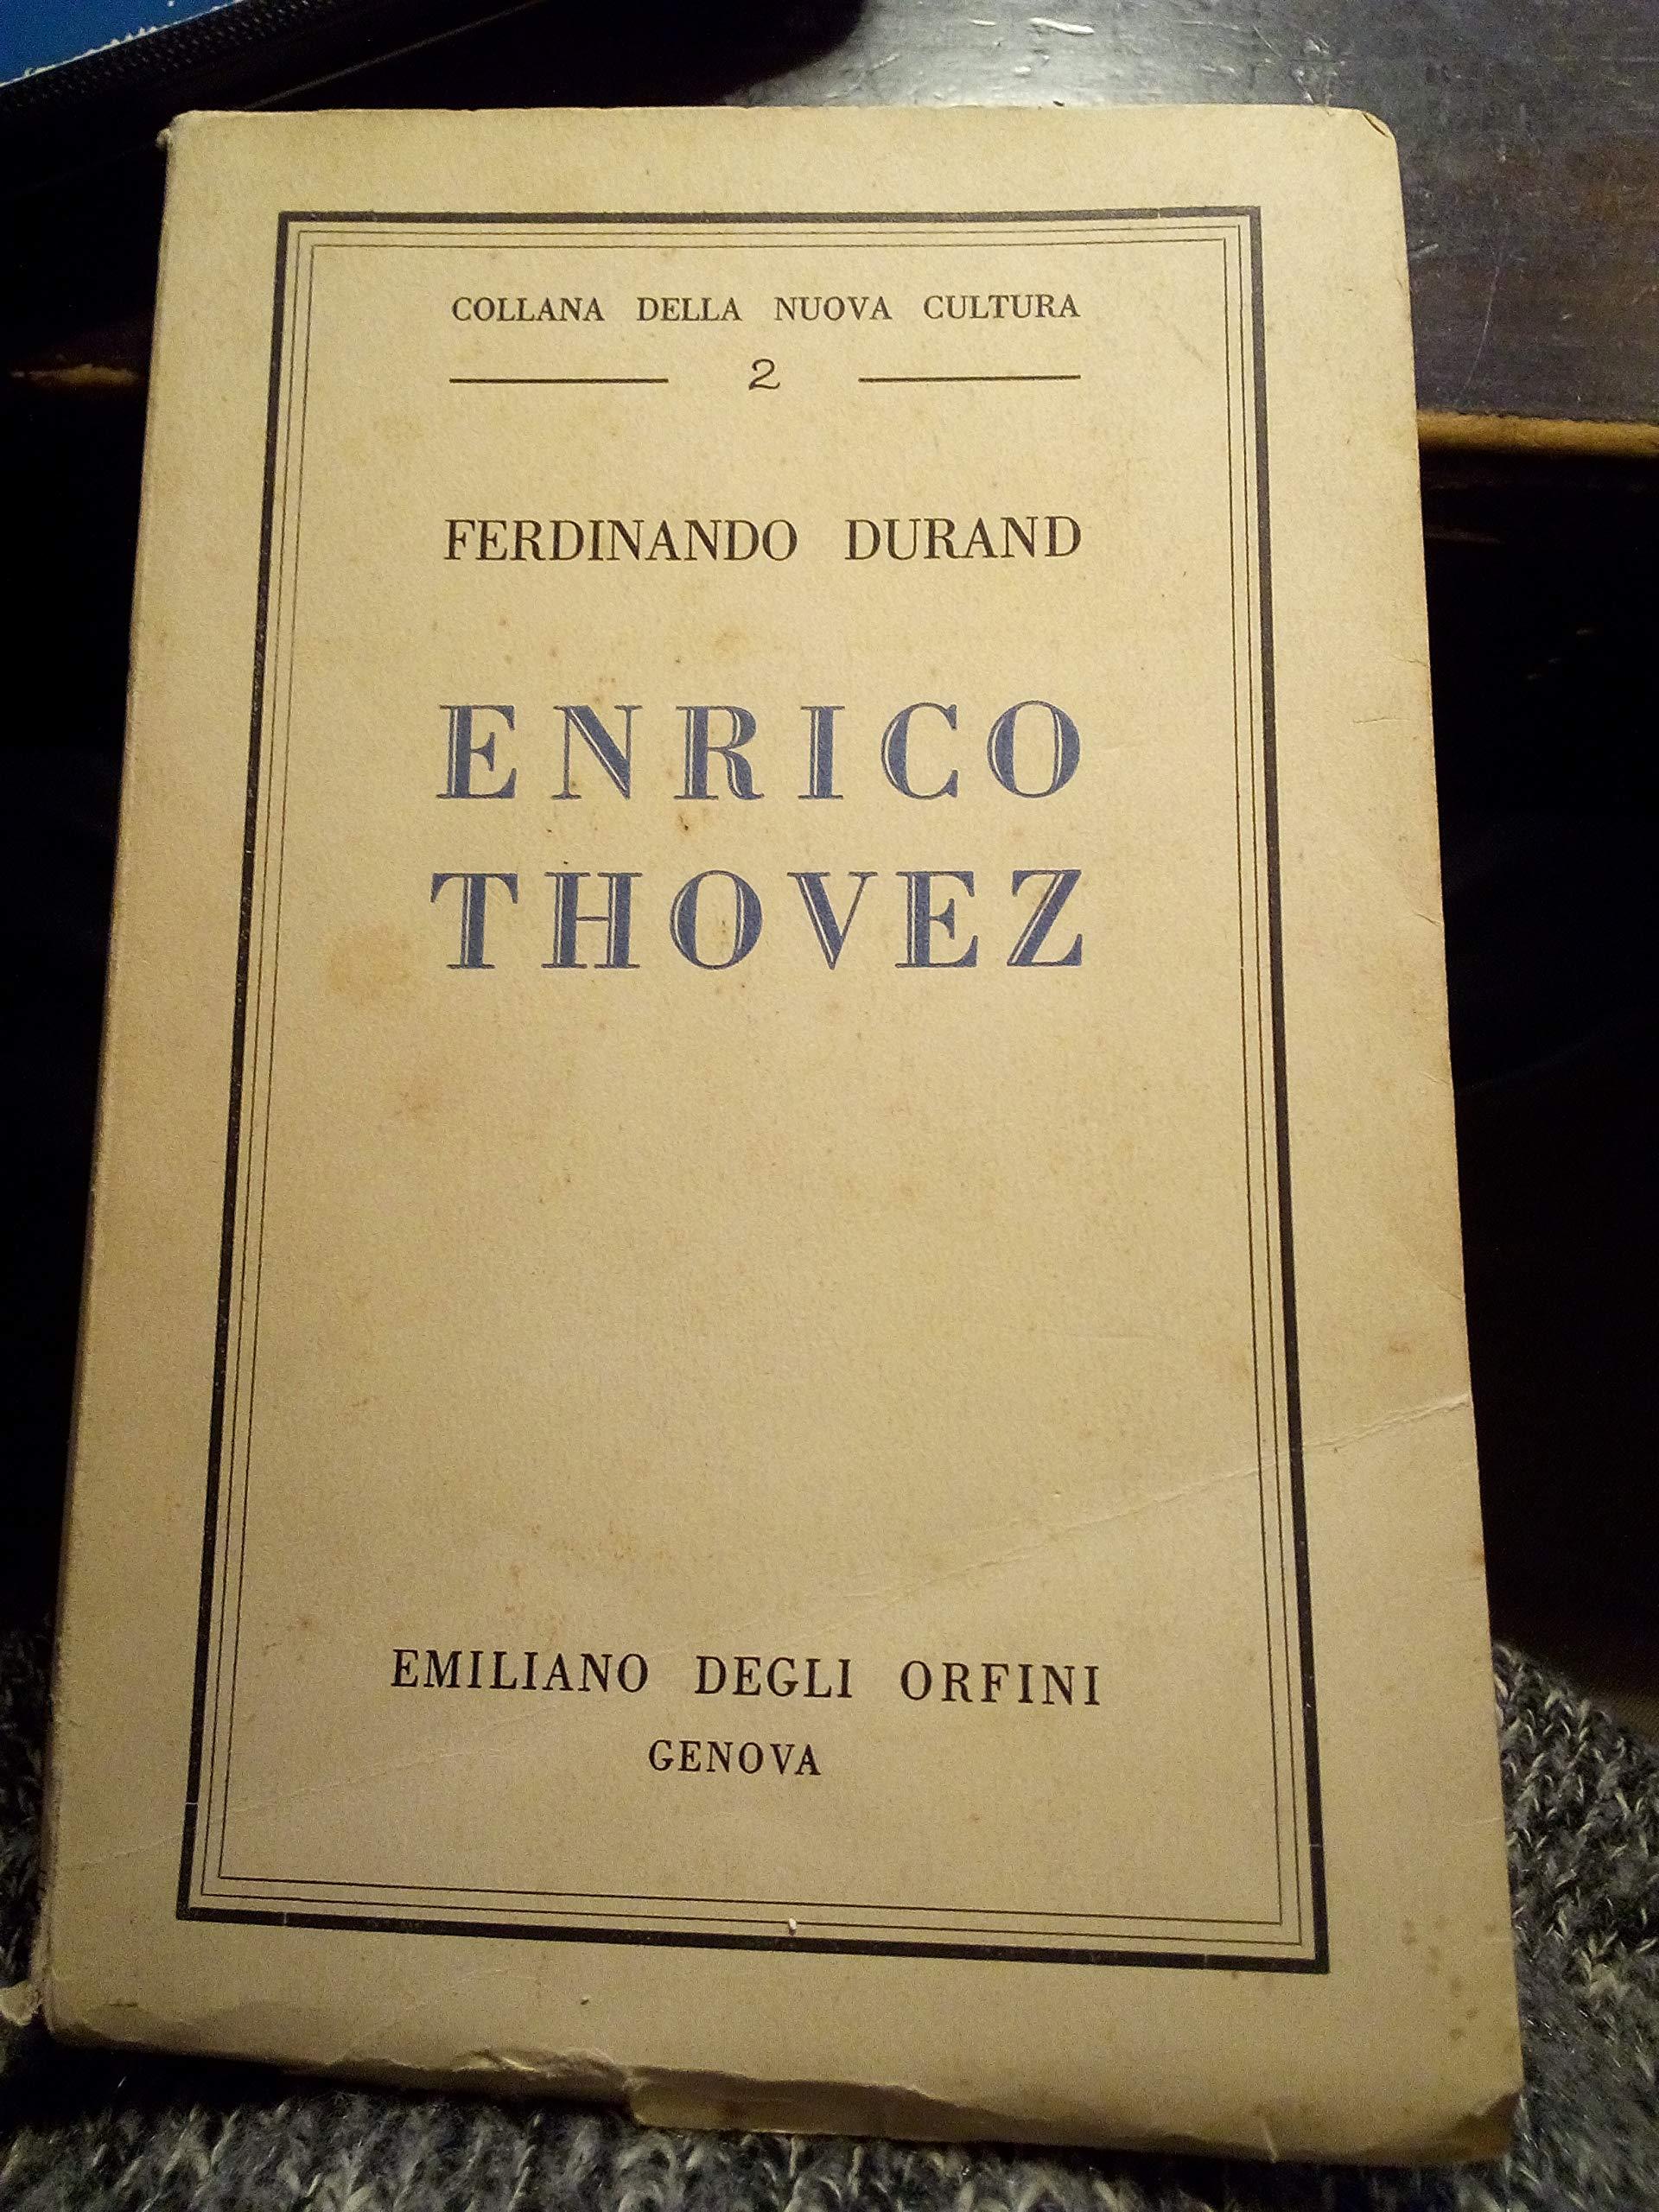 COLLANA DELLA NUOVA CULTURA
2
FERDINANDO DURAND
ENRICO
THOVEZ
EMILIANO DEGLI ORFINI
GENOVA